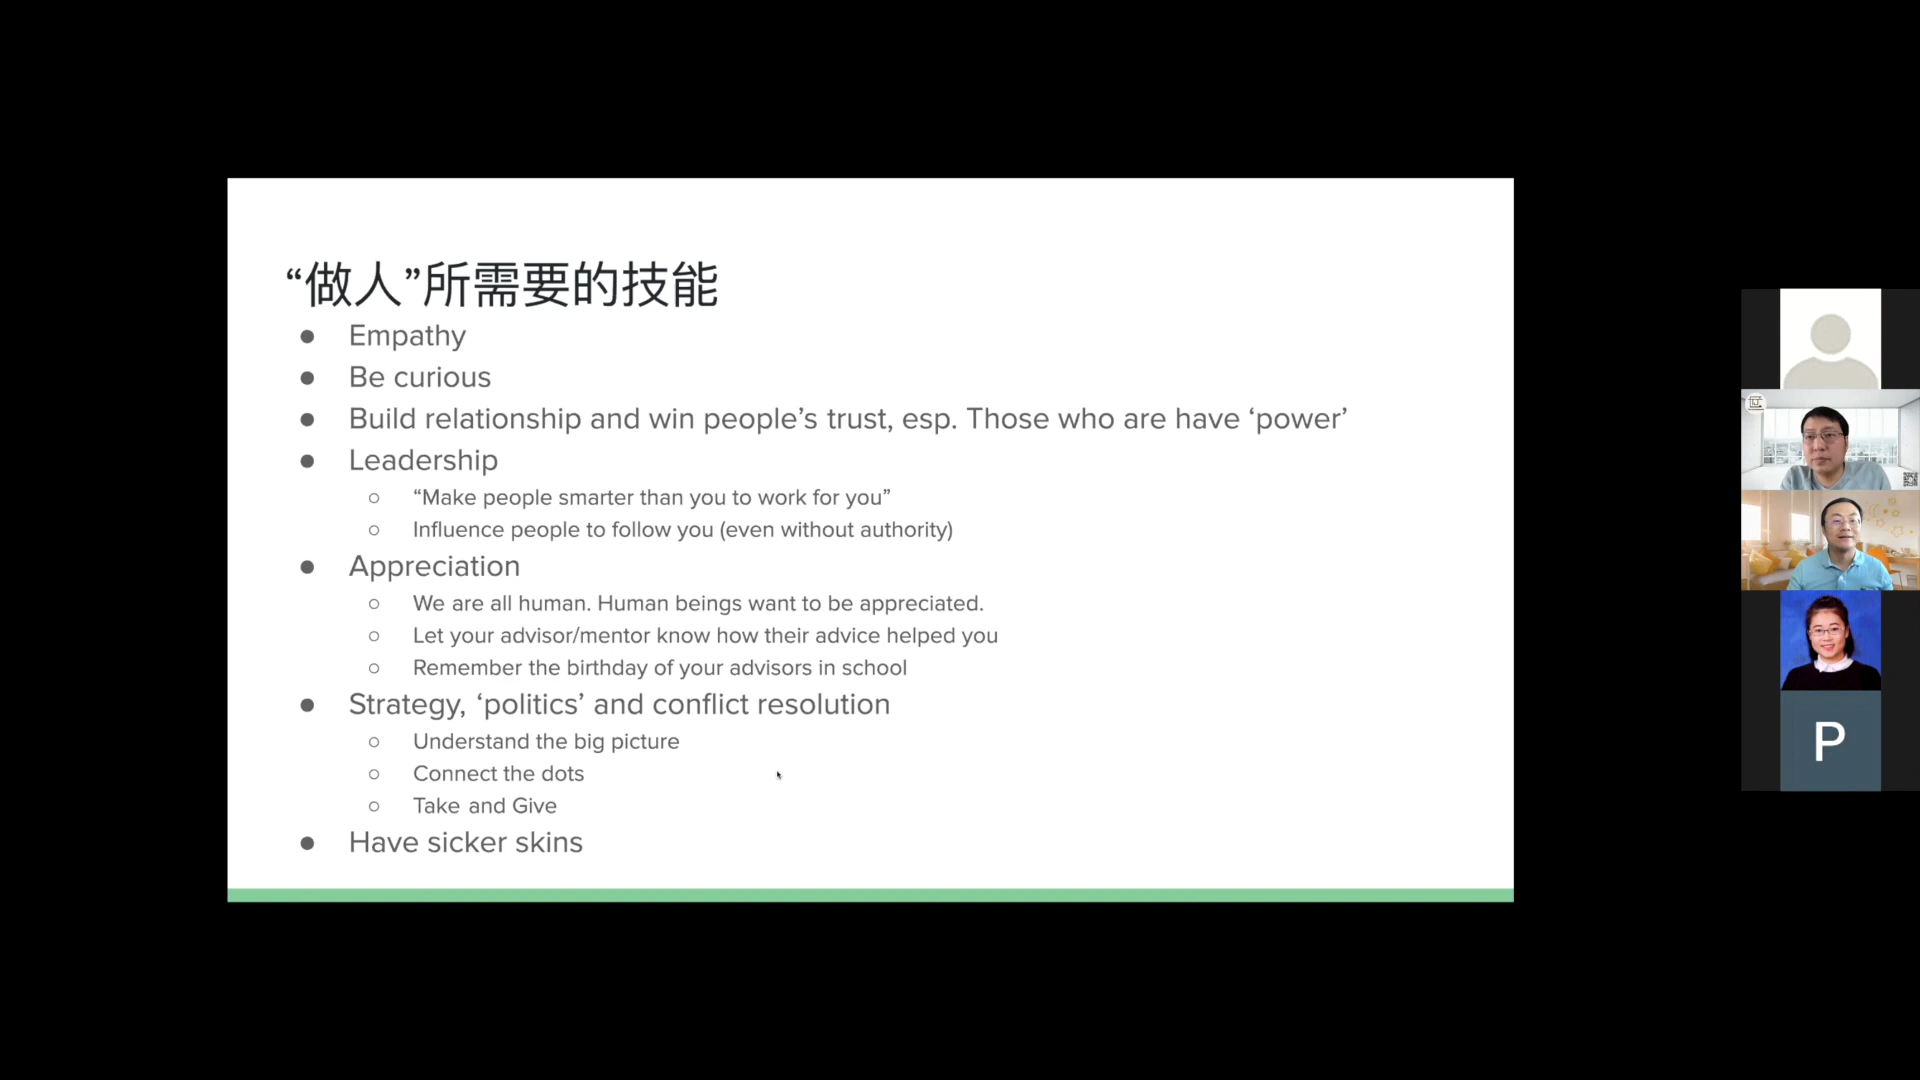 “做人”所需要的技能
● Empathy
● Be curious
● Build relationship and win people’s trust, esp. Those who are have ‘power’
● Leadership
○ “Make people smarter than you to work for you”
○ Influence people to follow you (even without authority)
● Appreciation
○ We are all human. Human beings want to be appreciated.
○ Let your advisor/mentor know how their advice helped you
○ Remember the birthday of your advisors in school
● Strategy, ‘politics’ and conflict resolution
○ Understand the big picture
○ Connect the dots
○ Take and Give
● Have sicker skins
P